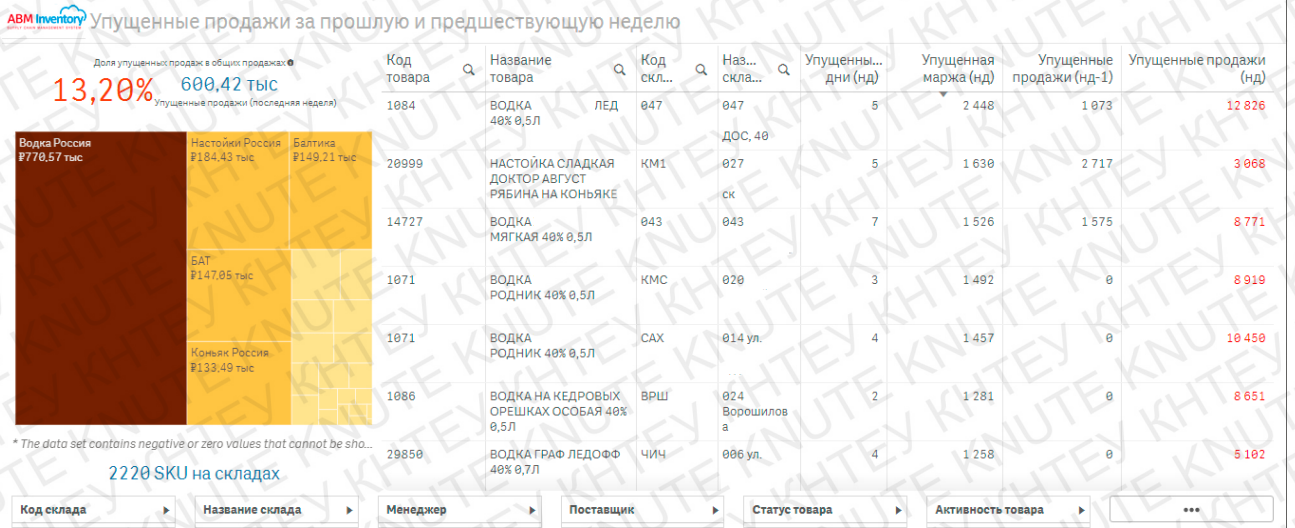 ABM Inventory
SUPPLY CHAIN MANAGEMENT SYSTEM
Упущенные продажи за прошлую и предшествующую неделю
Доля упущенных продаж в общих продажах
13,20%
600,42 тыс
Упущенные продажи (последняя неделя)
Водка Россия
₽770,57 тыс
Настойки Россия
₽184,43 тыс
Балтика
₽149,21 тыс
БАТ
₽147,05 тыс
Коньяк Россия
₽133,49 тыс
* The data set contains negative or zero values that cannot be sho...
2220 SKU на складах
Код товара Название товара Код скл... Наз... скла... Упущенны... дни (нд) Упущенная маржа (нд) Упущенные продажи (нд-1) Упущенные продажи (нд)
1084 ВОДКА ЛЕД 047 047 5 2 448 1 073 12 826
40% 0,5Л
ДОС, 40
20999 НАСТОЙКА СЛАДКАЯ КМ1 027 5 1 630 2 717 3 068
ДОКТОР АВГУСТ
РЯБИНА НА КОНЬЯКЕ ск
14727 ВОДКА 043 043 7 1 526 1 575 8 771
МЯГКАЯ 40% 0,5Л
1071 ВОДКА КМС 020 3 1 492 0 8 919
РОДНИК 40% 0,5Л
1071 ВОДКА САХ 014 ул. 4 1 457 0 10 450
РОДНИК 40% 0,5Л
1086 ВОДКА НА КЕДРОВЫХ ВРШ 024 2 1 281 0 8 651
ОРЕШКАХ ОСОБАЯ 40% Ворошилов
0,5Л а
29850 ВОДКА ГРАФ ЛЕДОФФ ЧИЧ 006 ул. 4 1 258 0 5 102
40% 0,7Л
Код склада Название склада Менеджер Поставщик Статус товара Активность товара •••
KNUTE КНТЕУ